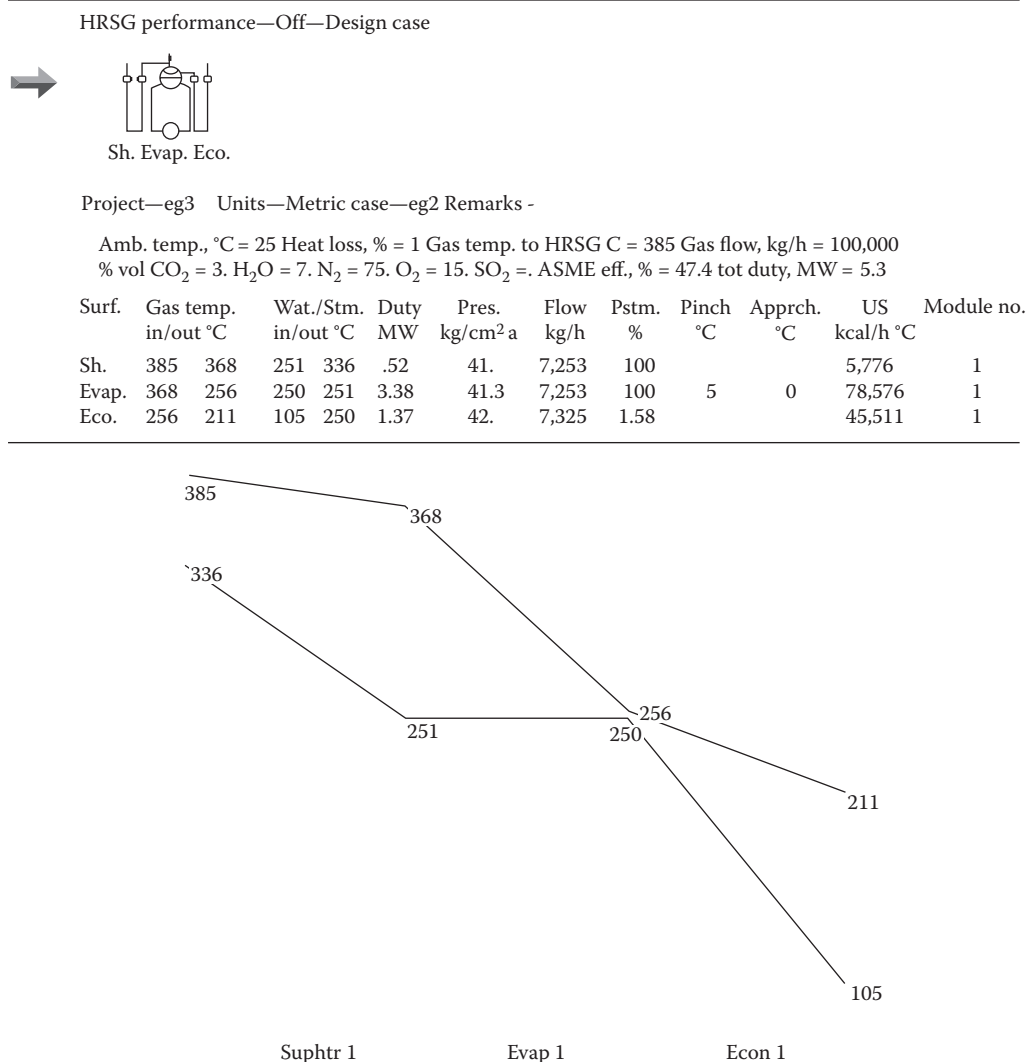 HRSG performance—Off—Design case
Sh. Evap. Eco.
Project—eg3 Units—Metric case—eg2 Remarks -
Amb. temp., °C = 25 Heat loss, % = 1 Gas temp. to HRSG C = 385 Gas flow, kg/h = 100,000
% vol CO₂ = 3. H₂O = 7. N₂ = 75. O₂ = 15. SO₂ =. ASME eff., % = 47.4 tot duty, MW = 5.3
Surf. Gas temp. Wat./Stm. Duty Pres. Flow Pstm. Pinch Apprch. US Module no.
in/out °C in/out °C MW kg/cm² a kg/h % °C °C kcal/h °C
Sh. 385 368 251 336 .52 41. 7,253 100 5,776 1
Evap. 368 256 250 251 3.38 41.3 7,253 100 5 0 78,576 1
Eco. 256 211 105 250 1.37 42. 7,325 1.58 45,511 1
385
368
336
256
251
250
211
105
Suphtr 1 Evap 1 Econ 1